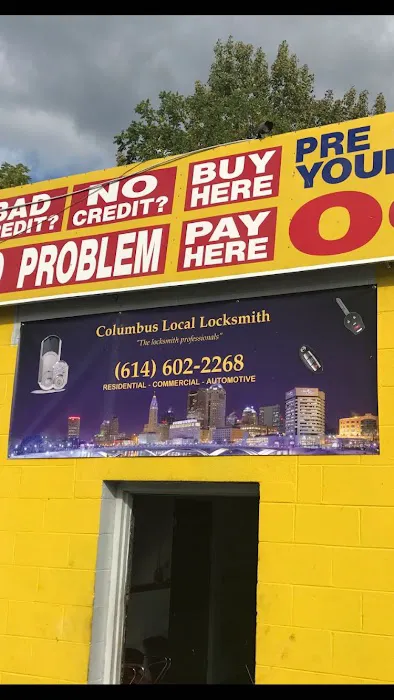 BAD
CREDIT?
NO
CREDIT?
BUY
HERE
PRE
YOUR
PROBLEM
PAY
HERE
Columbus Local Locksmith
"The locksmith professionals"
(614) 602-2268
RESIDENTIAL - COMMERCIAL - AUTOMOTIVE